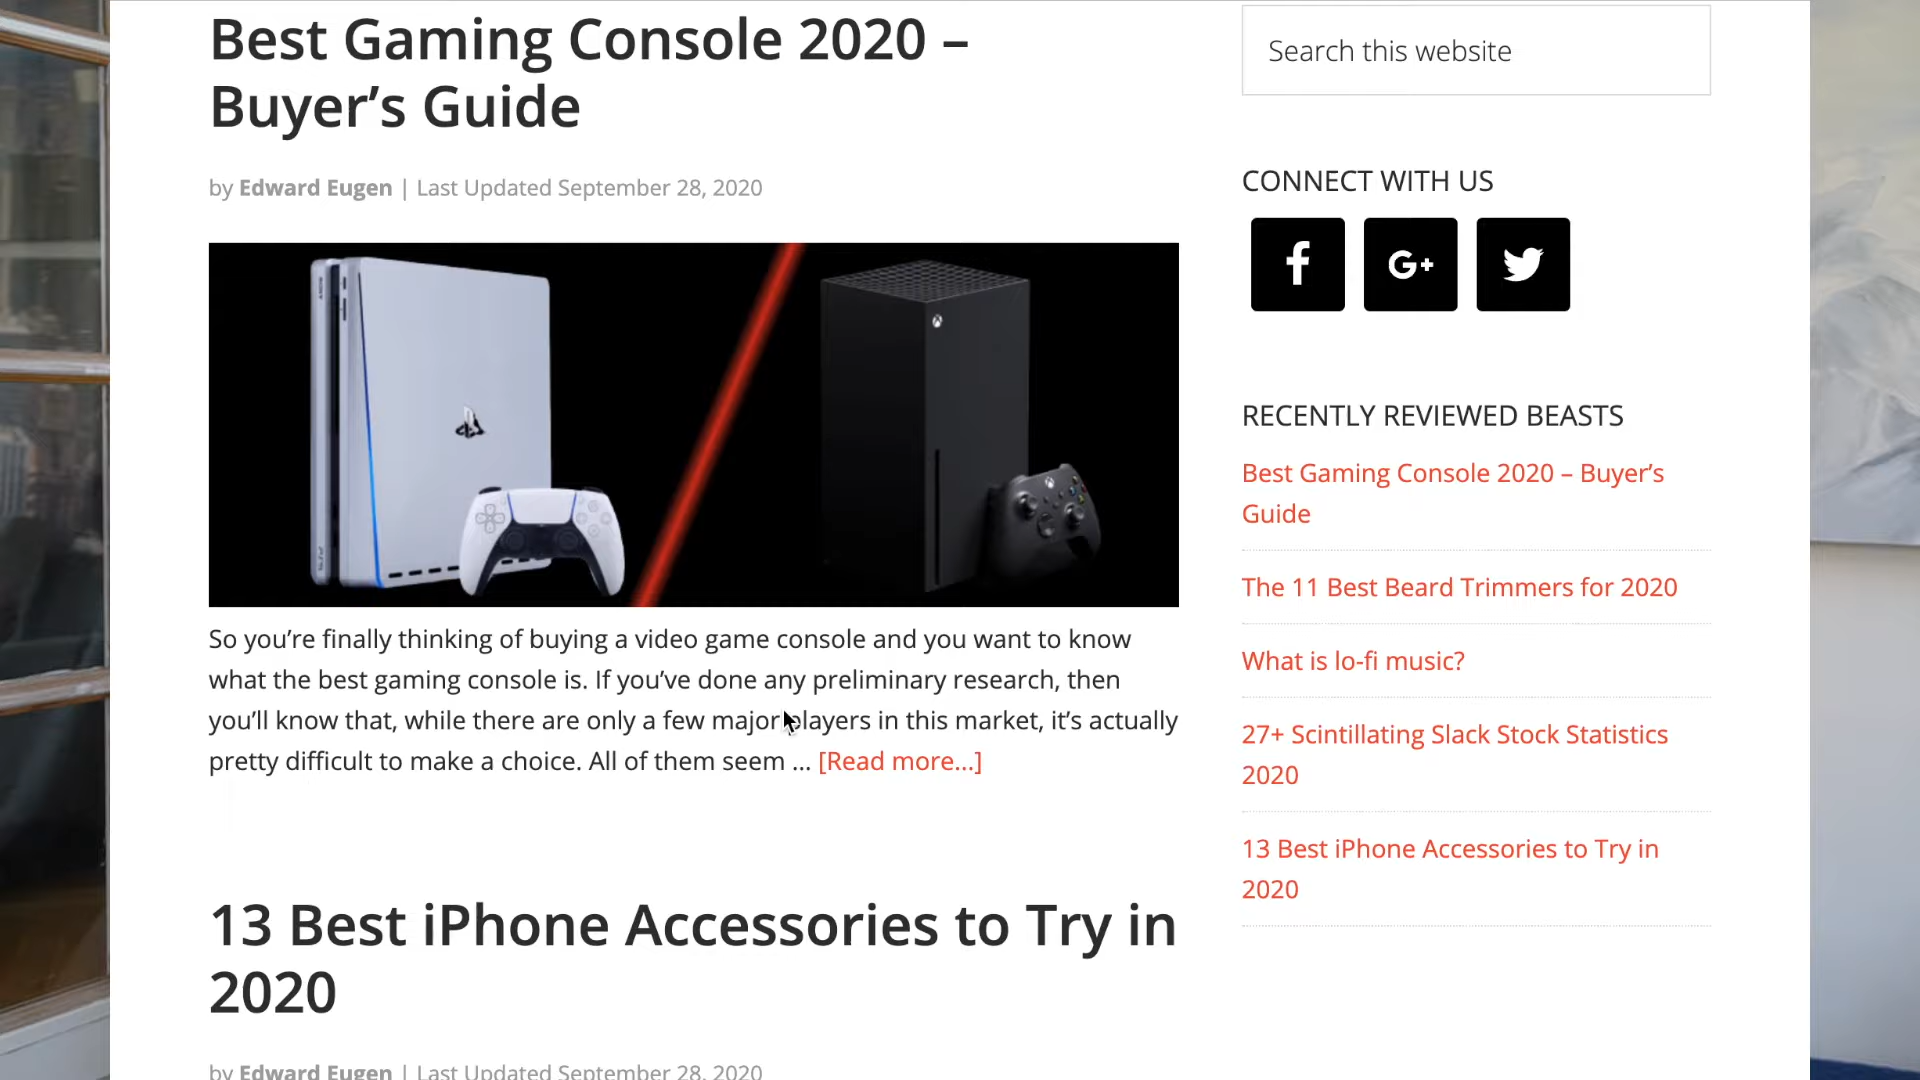 Best Gaming Console 2020 –
Buyer’s Guide
by Edward Eugen | Last Updated September 28, 2020
So you’re finally thinking of buying a video game console and you want to know
what the best gaming console is. If you’ve done any preliminary research, then
you’ll know that, while there are only a few major players in this market, it’s actually
pretty difficult to make a choice. All of them seem ... [Read more...]
13 Best iPhone Accessories to Try in
2020
by Edward Eugen | Last Updated September 28, 2020
Search this website
CONNECT WITH US
G+
RECENTLY REVIEWED BEASTS
Best Gaming Console 2020 – Buyer’s
Guide
The 11 Best Beard Trimmers for 2020
What is lo-fi music?
27+ Scintillating Slack Stock Statistics
2020
13 Best iPhone Accessories to Try in
2020